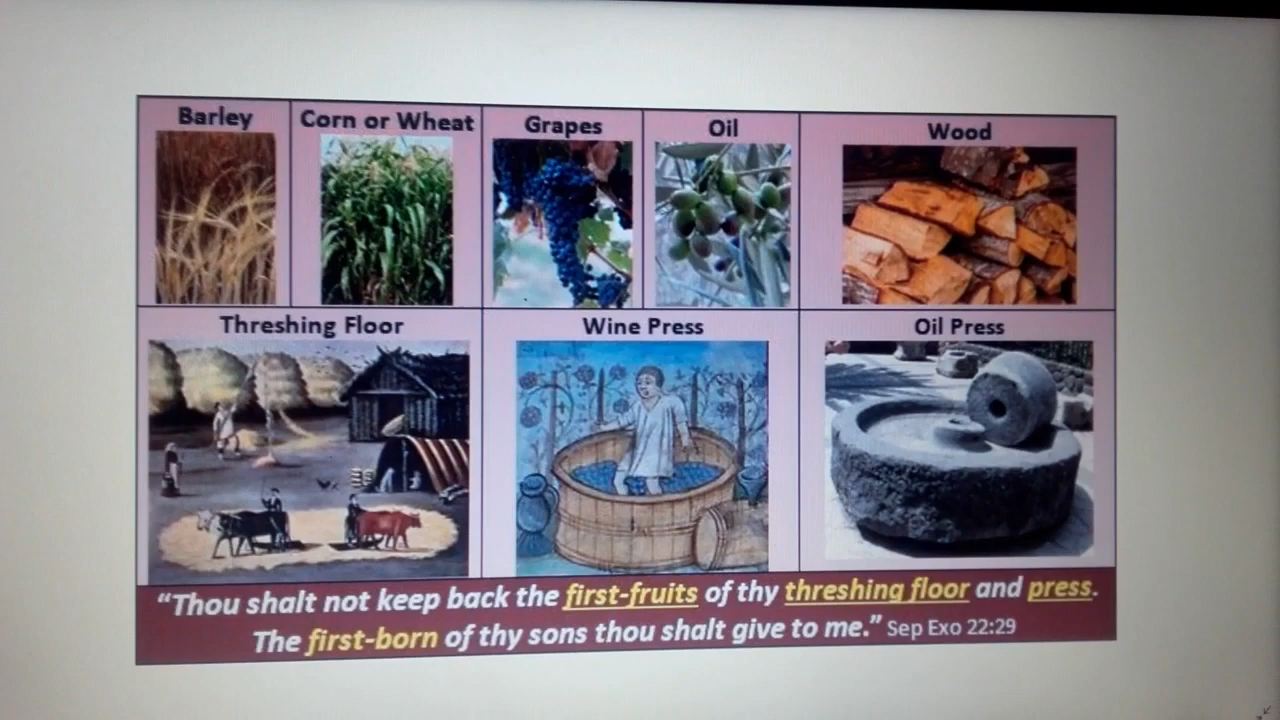 Barley
Corn or Wheat
Grapes
Oil
Wood
Threshing Floor
Wine Press
Oil Press
“Thou shalt not keep back the first-fruits of thy threshing floor and press.
The first-born of thy sons thou shalt give to me.” Sep Exo 22:29